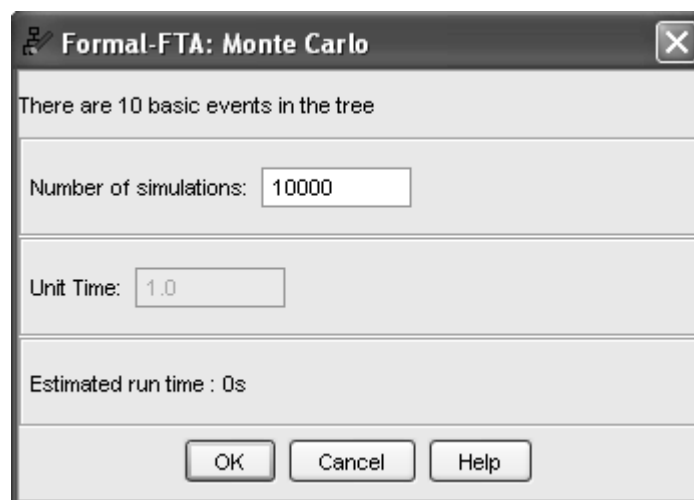 Formal-FTA: Monte Carlo
There are 10 basic events in the tree
Number of simulations: 10000
Unit Time: 1.0
Estimated run time : 0s
OK Cancel Help